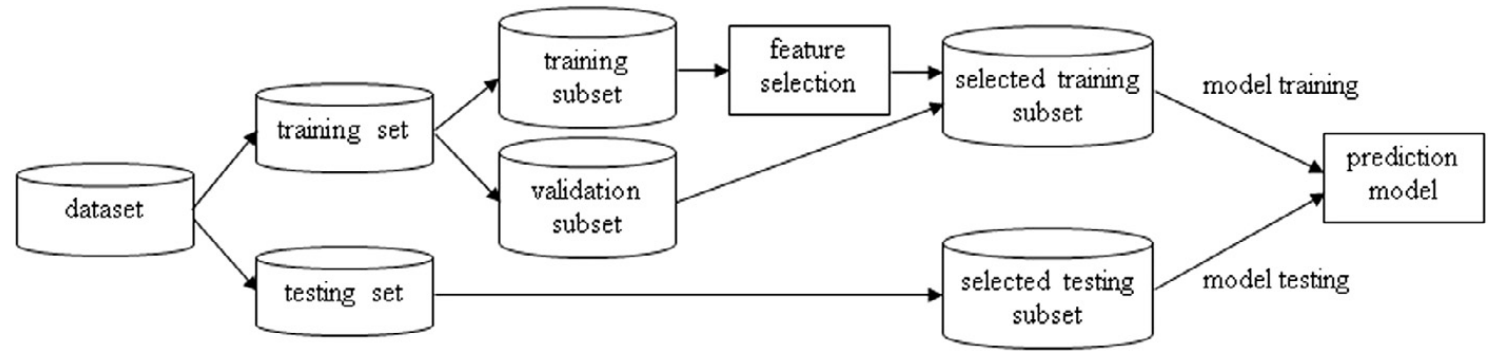 dataset
training set
testing set
training
subset
validation
subset
feature
selection
selected training
subset
selected testing
subset
model training
model testing
prediction
model